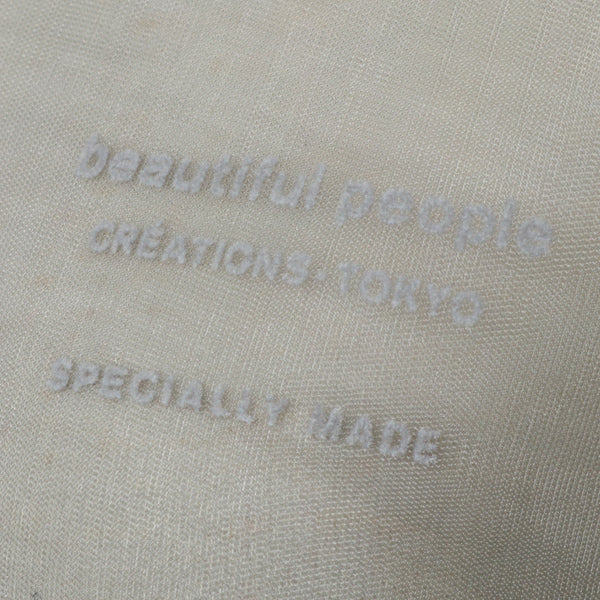 beautiful people
CRÉATIONS-TOKYO
SPECIALLY MADE